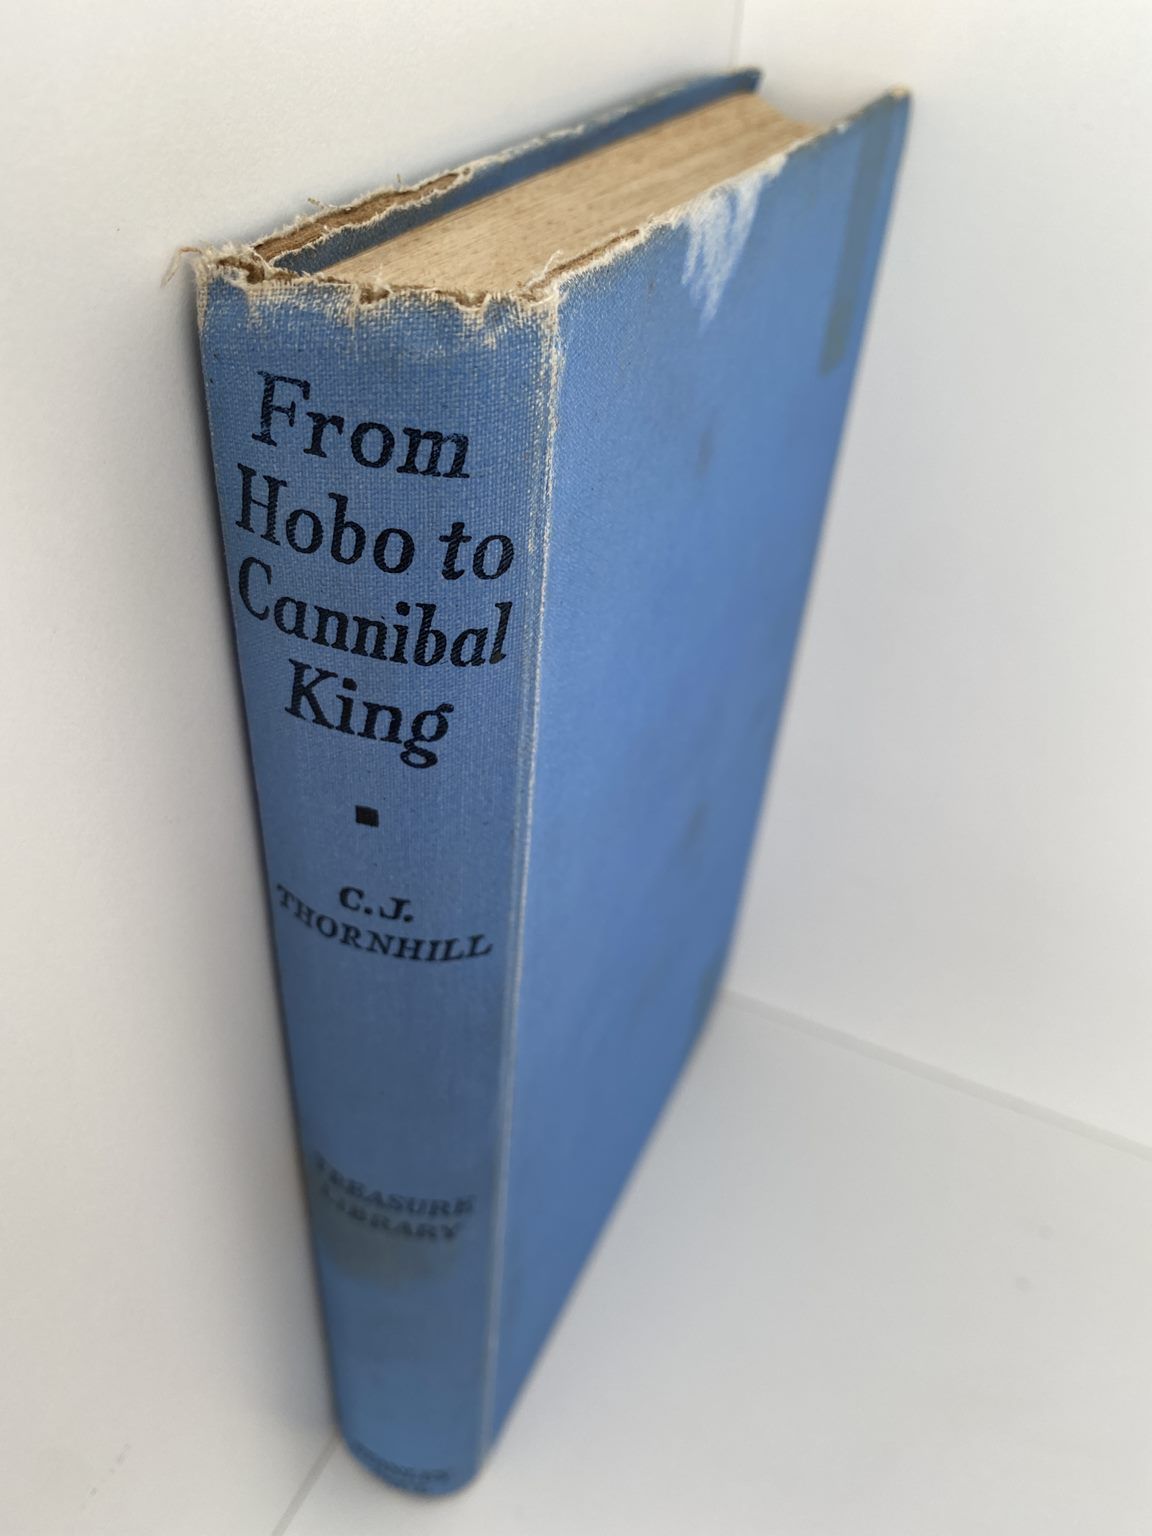 From
Hobo to
Cannibal
King
C.J.
THORNHILL
TREASURE
LIBRARY